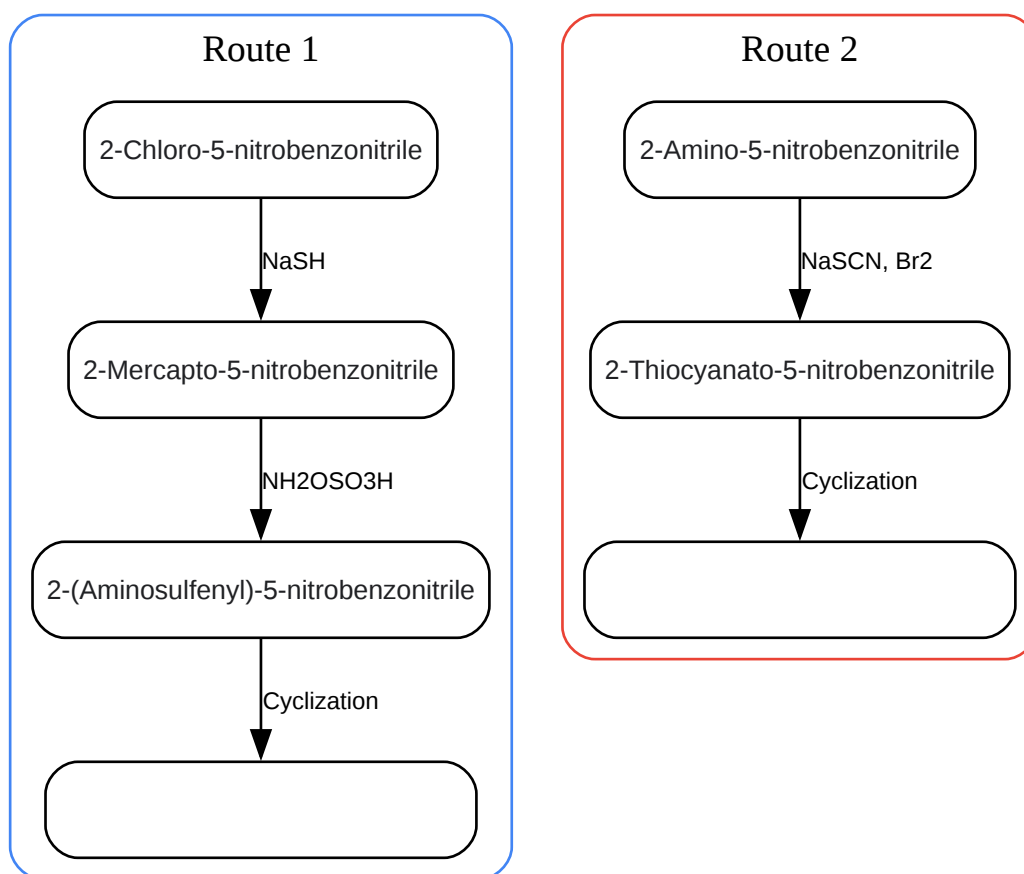 Route 1
2-Chloro-5-nitrobenzonitrile
NaSH
2-Mercapto-5-nitrobenzonitrile
NH2OSO3H
2-(Aminosulfenyl)-5-nitrobenzonitrile
Cyclization
Route 2
2-Amino-5-nitrobenzonitrile
NaSCN, Br2
2-Thiocyanato-5-nitrobenzonitrile
Cyclization